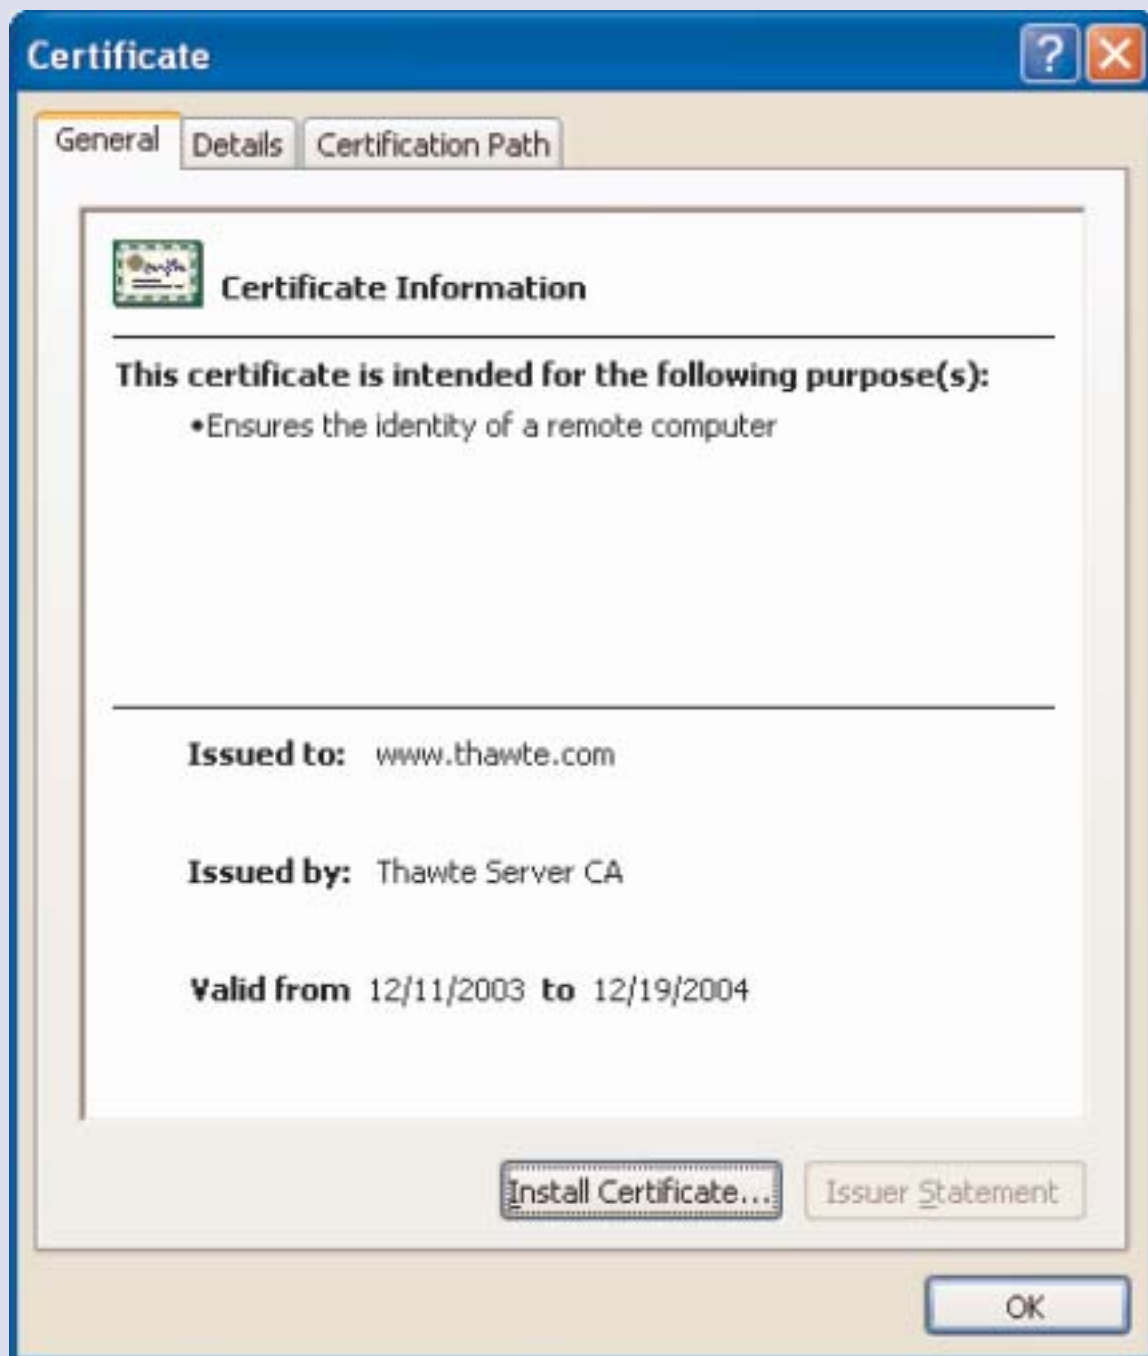 Certificate
?
General
Details
Certification Path
Certificate Information
This certificate is intended for the following purpose(s):
•Ensures the identity of a remote computer
Issued to: www.thawte.com
Issued by: Thawte Server CA
Valid from 12/11/2003 to 12/19/2004
Install Certificate...
Issuer Statement
OK